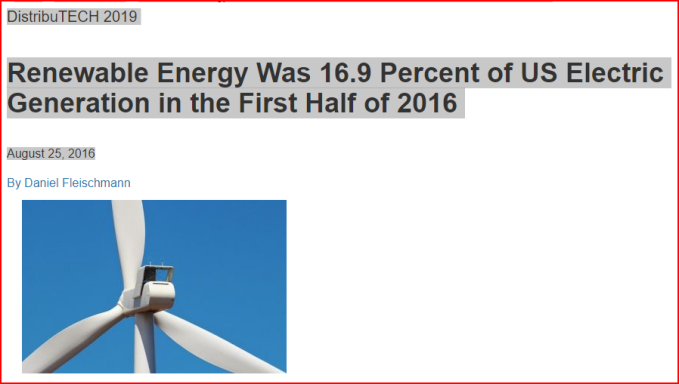 DistribuTECH 2019
Renewable Energy Was 16.9 Percent of US Electric
Generation in the First Half of 2016
August 25, 2016
By Daniel Fleischmann